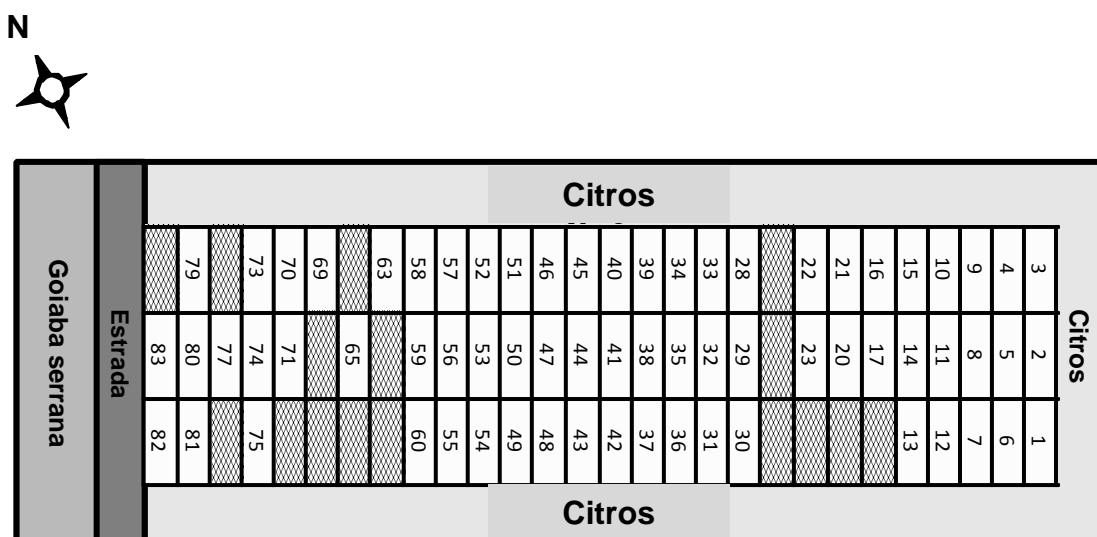 N
Citros
79 73 70 69 63 58 57 52 51 46 45 40 39 34 33 28 22 21 16 15 10 9 4 3
83 80 77 74 71 65 59 56 53 50 47 44 41 38 35 32 29 23 20 17 14 11 8 5 2
82 81 75 60 55 54 49 48 43 42 37 36 31 30 13 12 7 6 1
Goiaba serrana
Estrada
Citros
Citros